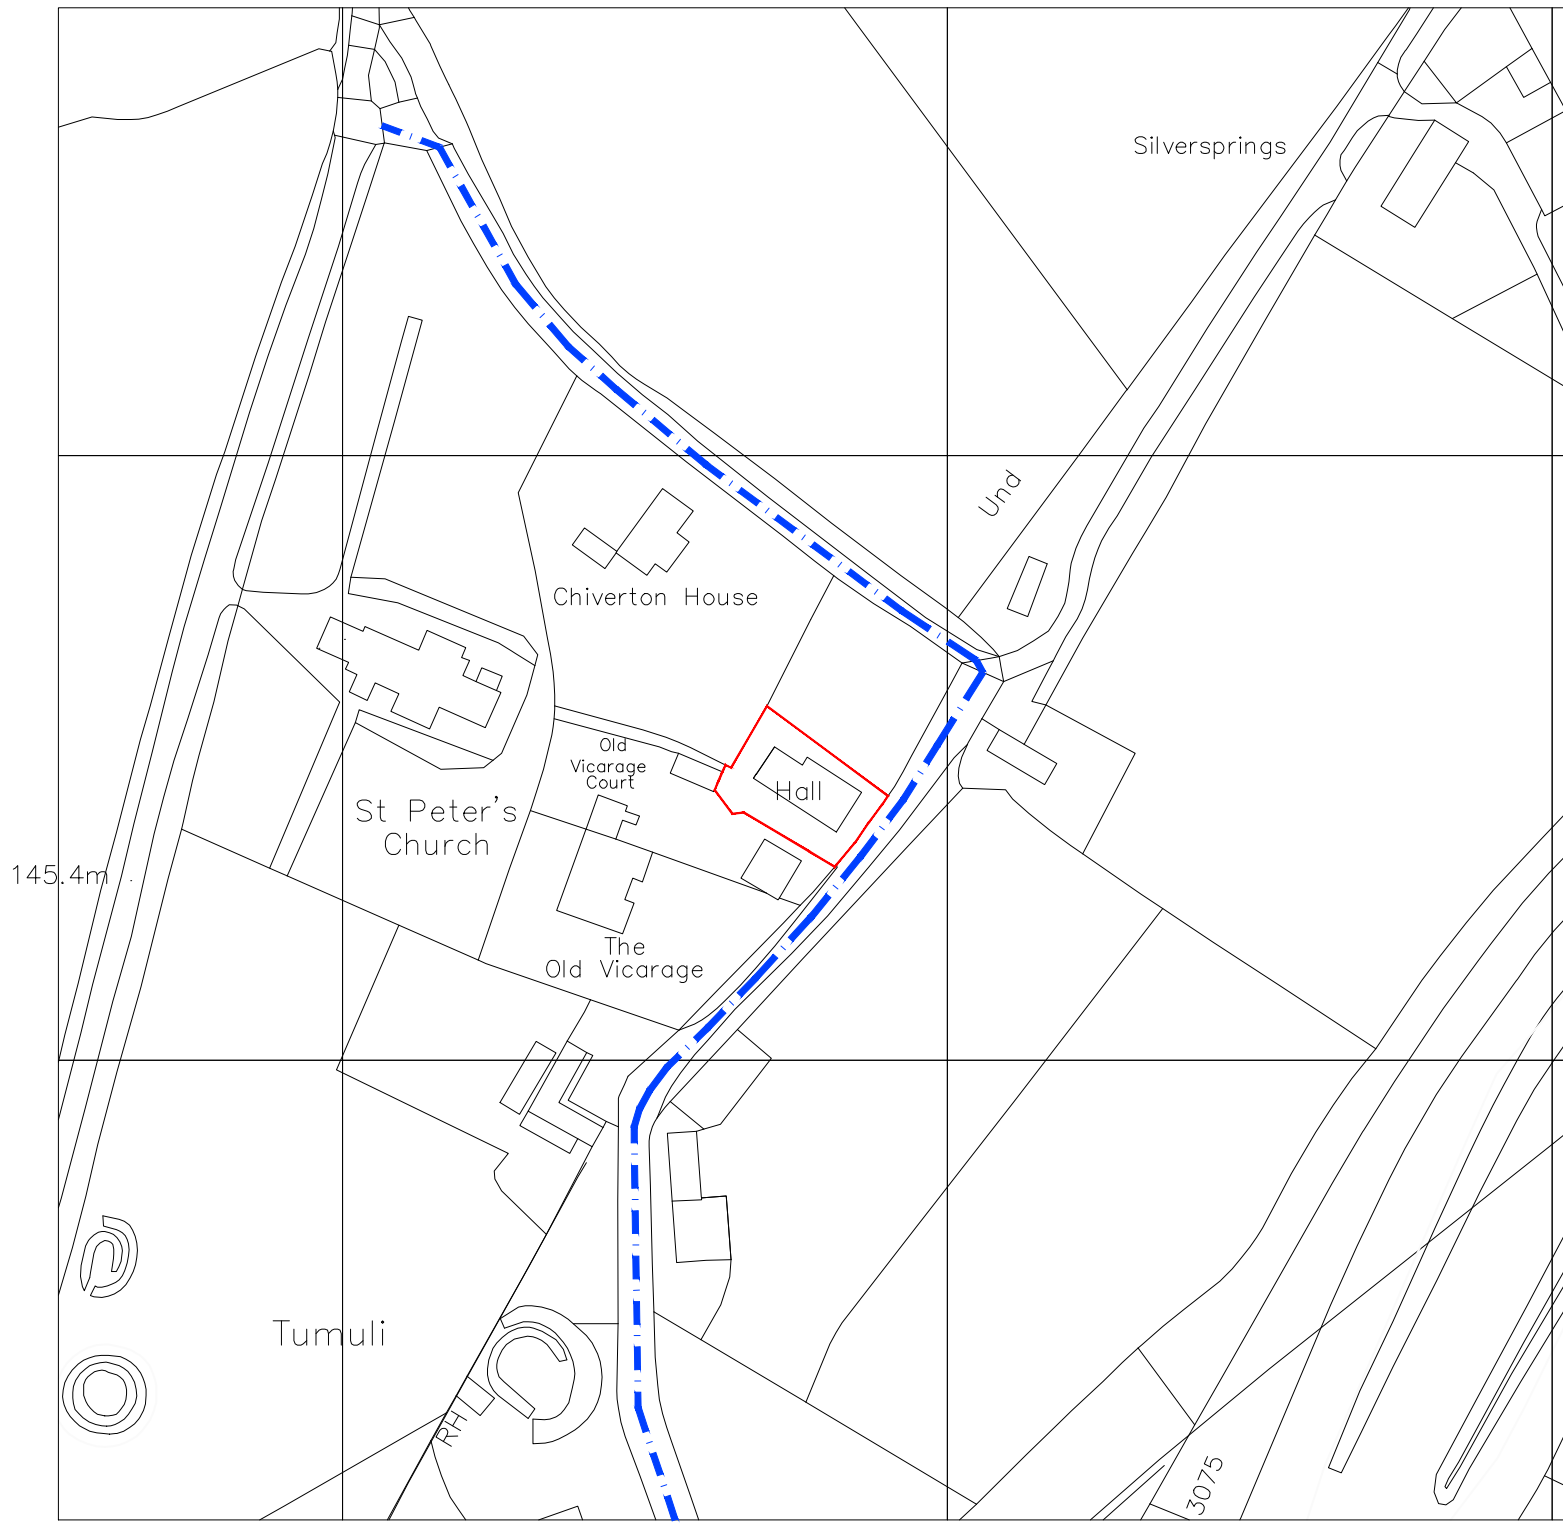 Silversprings
Und
Chiverton House
Old
Vicarage
Court
Hall
St Peter's
Church
145.4m
The
Old Vicarage
Tumuli
RH
3075